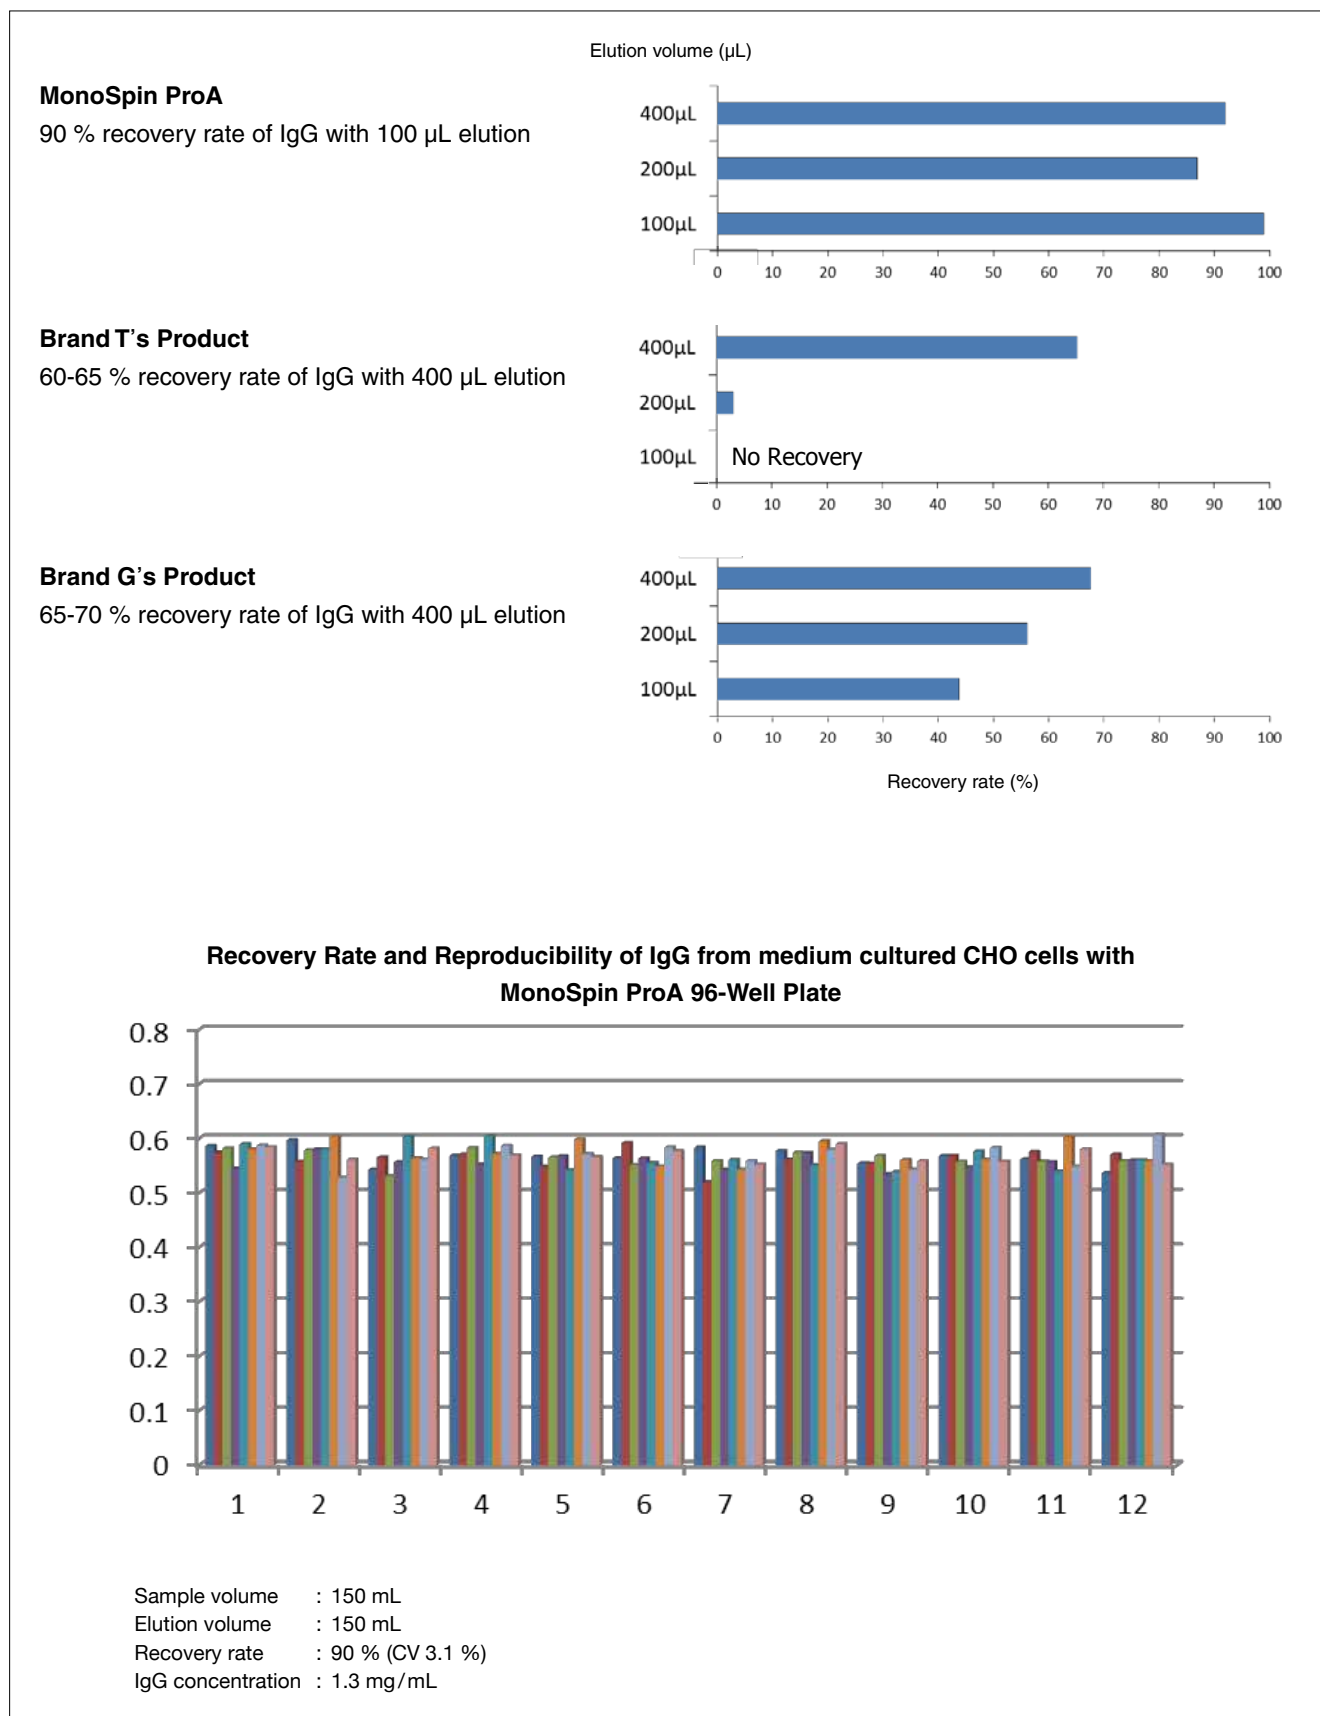 Elution volume (µL)
MonoSpin ProA
90 % recovery rate of IgG with 100 µL elution
400µL
200µL
100µL
0 10 20 30 40 50 60 70 80 90 100
Brand T's Product
60-65 % recovery rate of IgG with 400 µL elution
400µL
200µL
100µL No Recovery
0 10 20 30 40 50 60 70 80 90 100
Brand G's Product
65-70 % recovery rate of IgG with 400 µL elution
400µL
200µL
100µL
0 10 20 30 40 50 60 70 80 90 100
Recovery rate (%)
Recovery Rate and Reproducibility of IgG from medium cultured CHO cells with
MonoSpin ProA 96-Well Plate
0.8
0.7
0.6
0.5
0.4
0.3
0.2
0.1
0
1 2 3 4 5 6 7 8 9 10 11 12
Sample volume : 150 mL
Elution volume : 150 mL
Recovery rate : 90 % (CV 3.1 %)
IgG concentration : 1.3 mg/mL